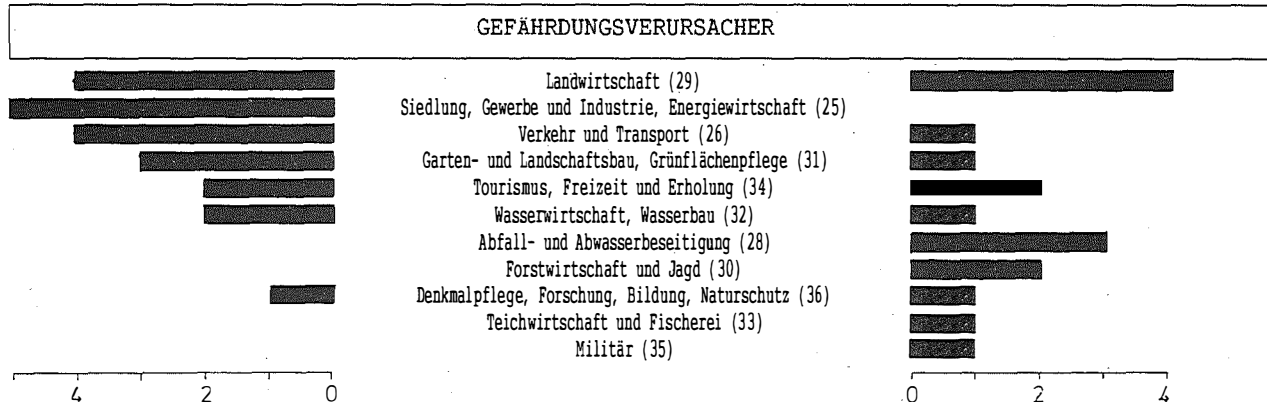 GEFÄHRDUNGSVERURSACHER
Landwirtschaft (29)
Siedlung, Gewerbe und Industrie, Energiewirtschaft (25)
Verkehr und Transport (26)
Garten- und Landschaftsbau, Grünflächenpflege (31)
Tourismus, Freizeit und Erholung (34)
Wasserwirtschaft, Wasserbau (32)
Abfall- und Abwasserbeseitigung (28)
Forstwirtschaft und Jagd (30)
Denkmalpflege, Forschung, Bildung, Naturschutz (36)
Teichwirtschaft und Fischerei (33)
Militär (35)
4 2 0 0 2 4